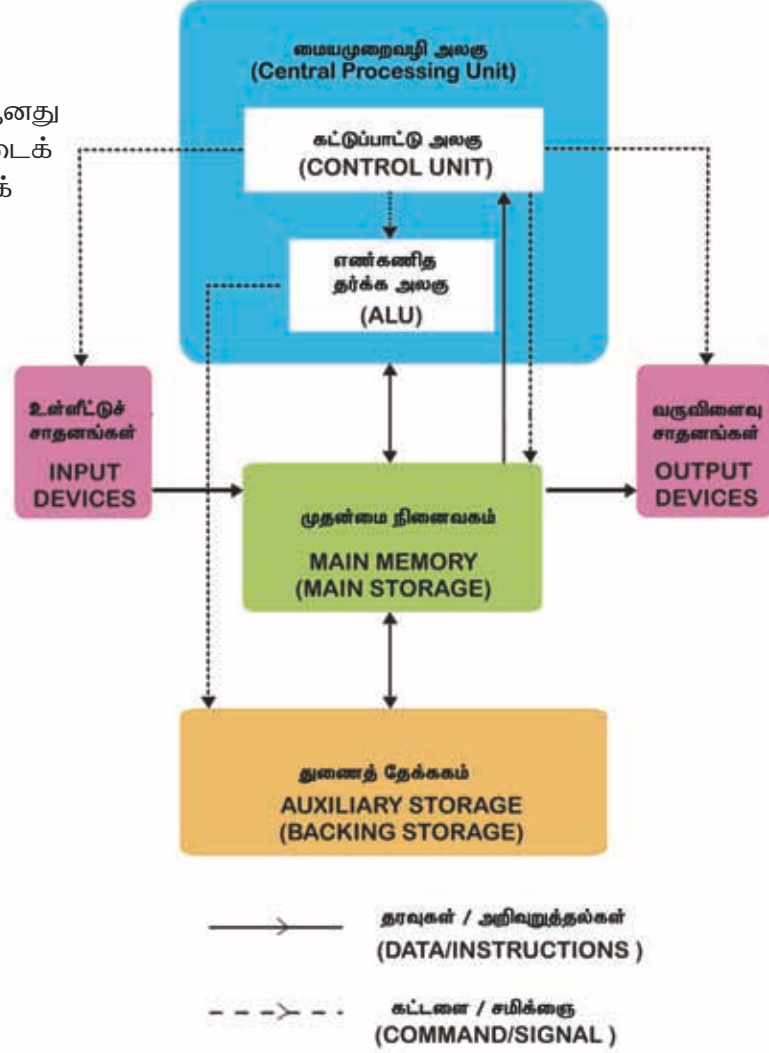 மையமுறைவழி அலகு
(Central Processing Unit)
கட்டுப்பாட்டு அலகு
(CONTROL UNIT)
எண்கணித
தர்க்க அலகு
(ALU)
உள்ளீட்டுச்
சாதனங்கள்
INPUT
DEVICES
வருவிளைவு
சாதனங்கள்
OUTPUT
DEVICES
முதன்மை நினைவகம்
MAIN MEMORY
(MAIN STORAGE)
துணைத் தேக்ககம்
AUXILIARY STORAGE
(BACKING STORAGE)
தரவுகள் / அறிவுறுத்தல்கள்
(DATA/INSTRUCTIONS )
கட்டளை / சமிக்ஞை
(COMMAND/SIGNAL )